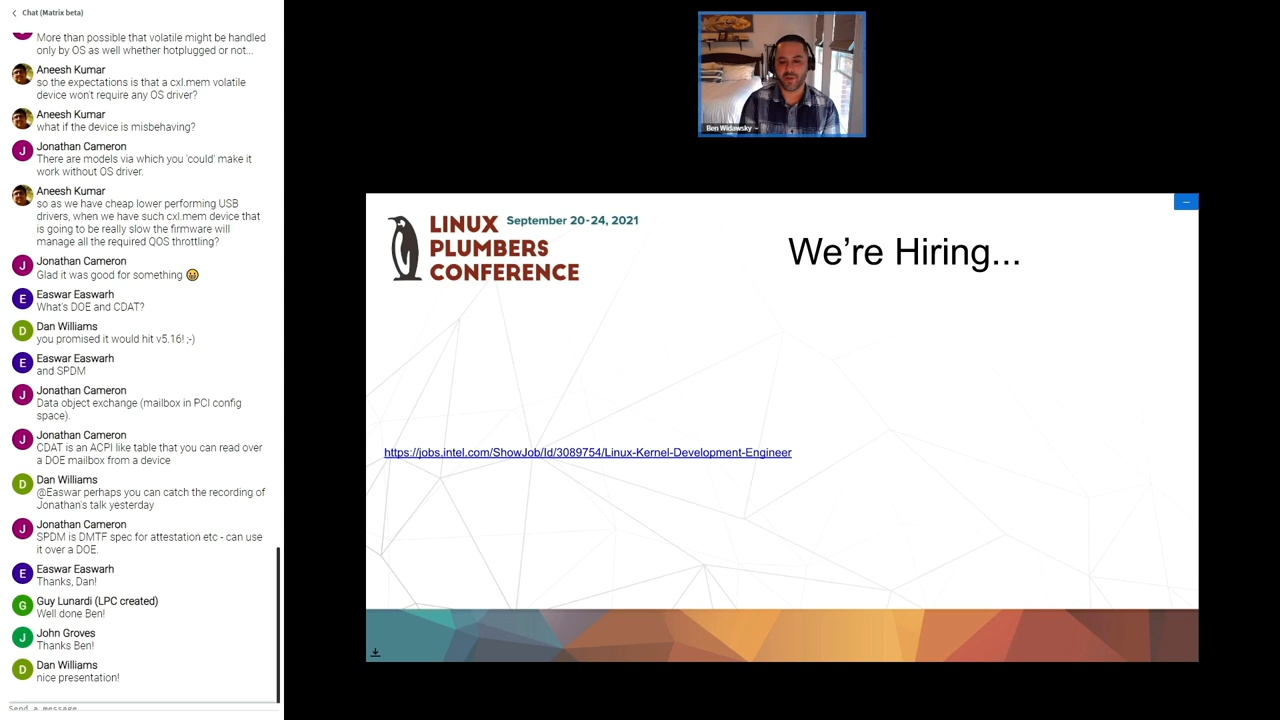 Chat (Matrix beta)
More than possible that volatile might be handled
only by OS as well whether hotplugged or not...
Aneesh Kumar
so the expectations is that a cxl.mem volatile
device won't require any OS driver?
Aneesh Kumar
what if the device is misbehaving?
J
Jonathan Cameron
There are models via which you 'could' make it
work without OS driver.
Aneesh Kumar
so as we have cheap lower performing USB
drivers, when we have such cxl.mem device that
is going to be really slow the firmware will
manage all the required QOS throttling?
J
Jonathan Cameron
Glad it was good for something 😀
E
Easwar Easwarh
What's DOE and CDAT?
D
Dan Williams
you promised it would hit v5.16! ;-)
E
Easwar Easwarh
and SPDM
J
Jonathan Cameron
Data object exchange (mailbox in PCI config
space).
J
Jonathan Cameron
CDAT is an ACPI like table that you can read over
a DOE mailbox from a device
D
Dan Williams
@Easwar perhaps you can catch the recording of
Jonathan's talk yesterday
J
Jonathan Cameron
SPDM is DMTF spec for attestation etc - can use
it over a DOE.
E
Easwar Easwarh
Thanks, Dan!
G
Guy Lunardi (LPC created)
Well done Ben!
J
John Groves
Thanks Ben!
D
Dan Williams
nice presentation!
Send a message
Ben Widawsky
LINUX
PLUMBERS
CONFERENCE
September 20-24, 2021
We're Hiring...
https://jobs.intel.com/ShowJob/Id/3089754/Linux-Kernel-Development-Engineer